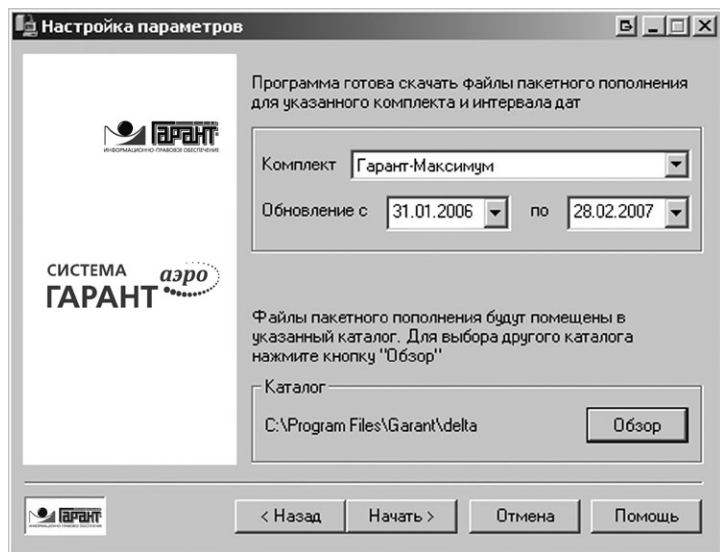 Настройка параметров
Программа готова скачать файлы пакетного пополнения
для указанного комплекта и интервала дат
ГАРАНТ
ИНФОРМАЦИОННО-ПРАВОВОЕ ОБЕСПЕЧЕНИЕ
Комплект Гарант-Максимум
Обновление с 31.01.2006 по 28.02.2007
СИСТЕМА аэро
ГАРАНТ
Файлы пакетного пополнения будут помещены в
указанный каталог. Для выбора другого каталога
нажмите кнопку "Обзор"
Каталог
C:\Program Files\Garant\delta Обзор
ГАРАНТ
< Назад Начать > Отмена Помощь